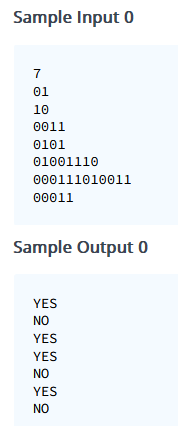 Sample Input 0
7
01
10
0011
0101
01001110
000111010011
00011
Sample Output 0
YES
NO
YES
YES
NO
YES
NO